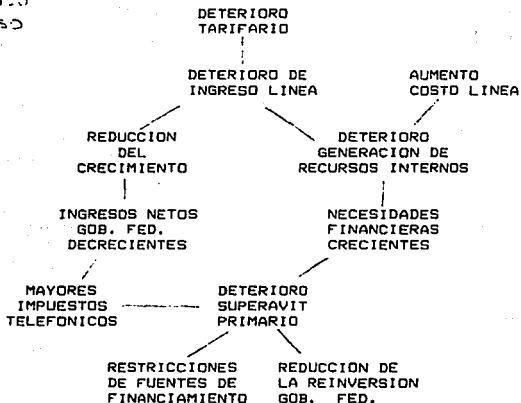 DETERIORO
TARIFARIO
DETERIORO DE
INGRESO LINEA
AUMENTO
COSTO LINEA
REDUCCION
DEL
CRECIMIENTO
DETERIORO
GENERACION DE
RECURSOS INTERNOS
INGRESOS NETOS
GOB. FED.
DECRECIENTES
NECESIDADES
FINANCIERAS
CRECIENTES
MAYORES
IMPUESTOS
TELEFONICOS
DETERIORO
SUPERAVIT
PRIMARIO
RESTRICCIONES
DE FUENTES DE
FINANCIAMIENTO
REDUCCION DE
LA REINVERSION
GOB. FED.